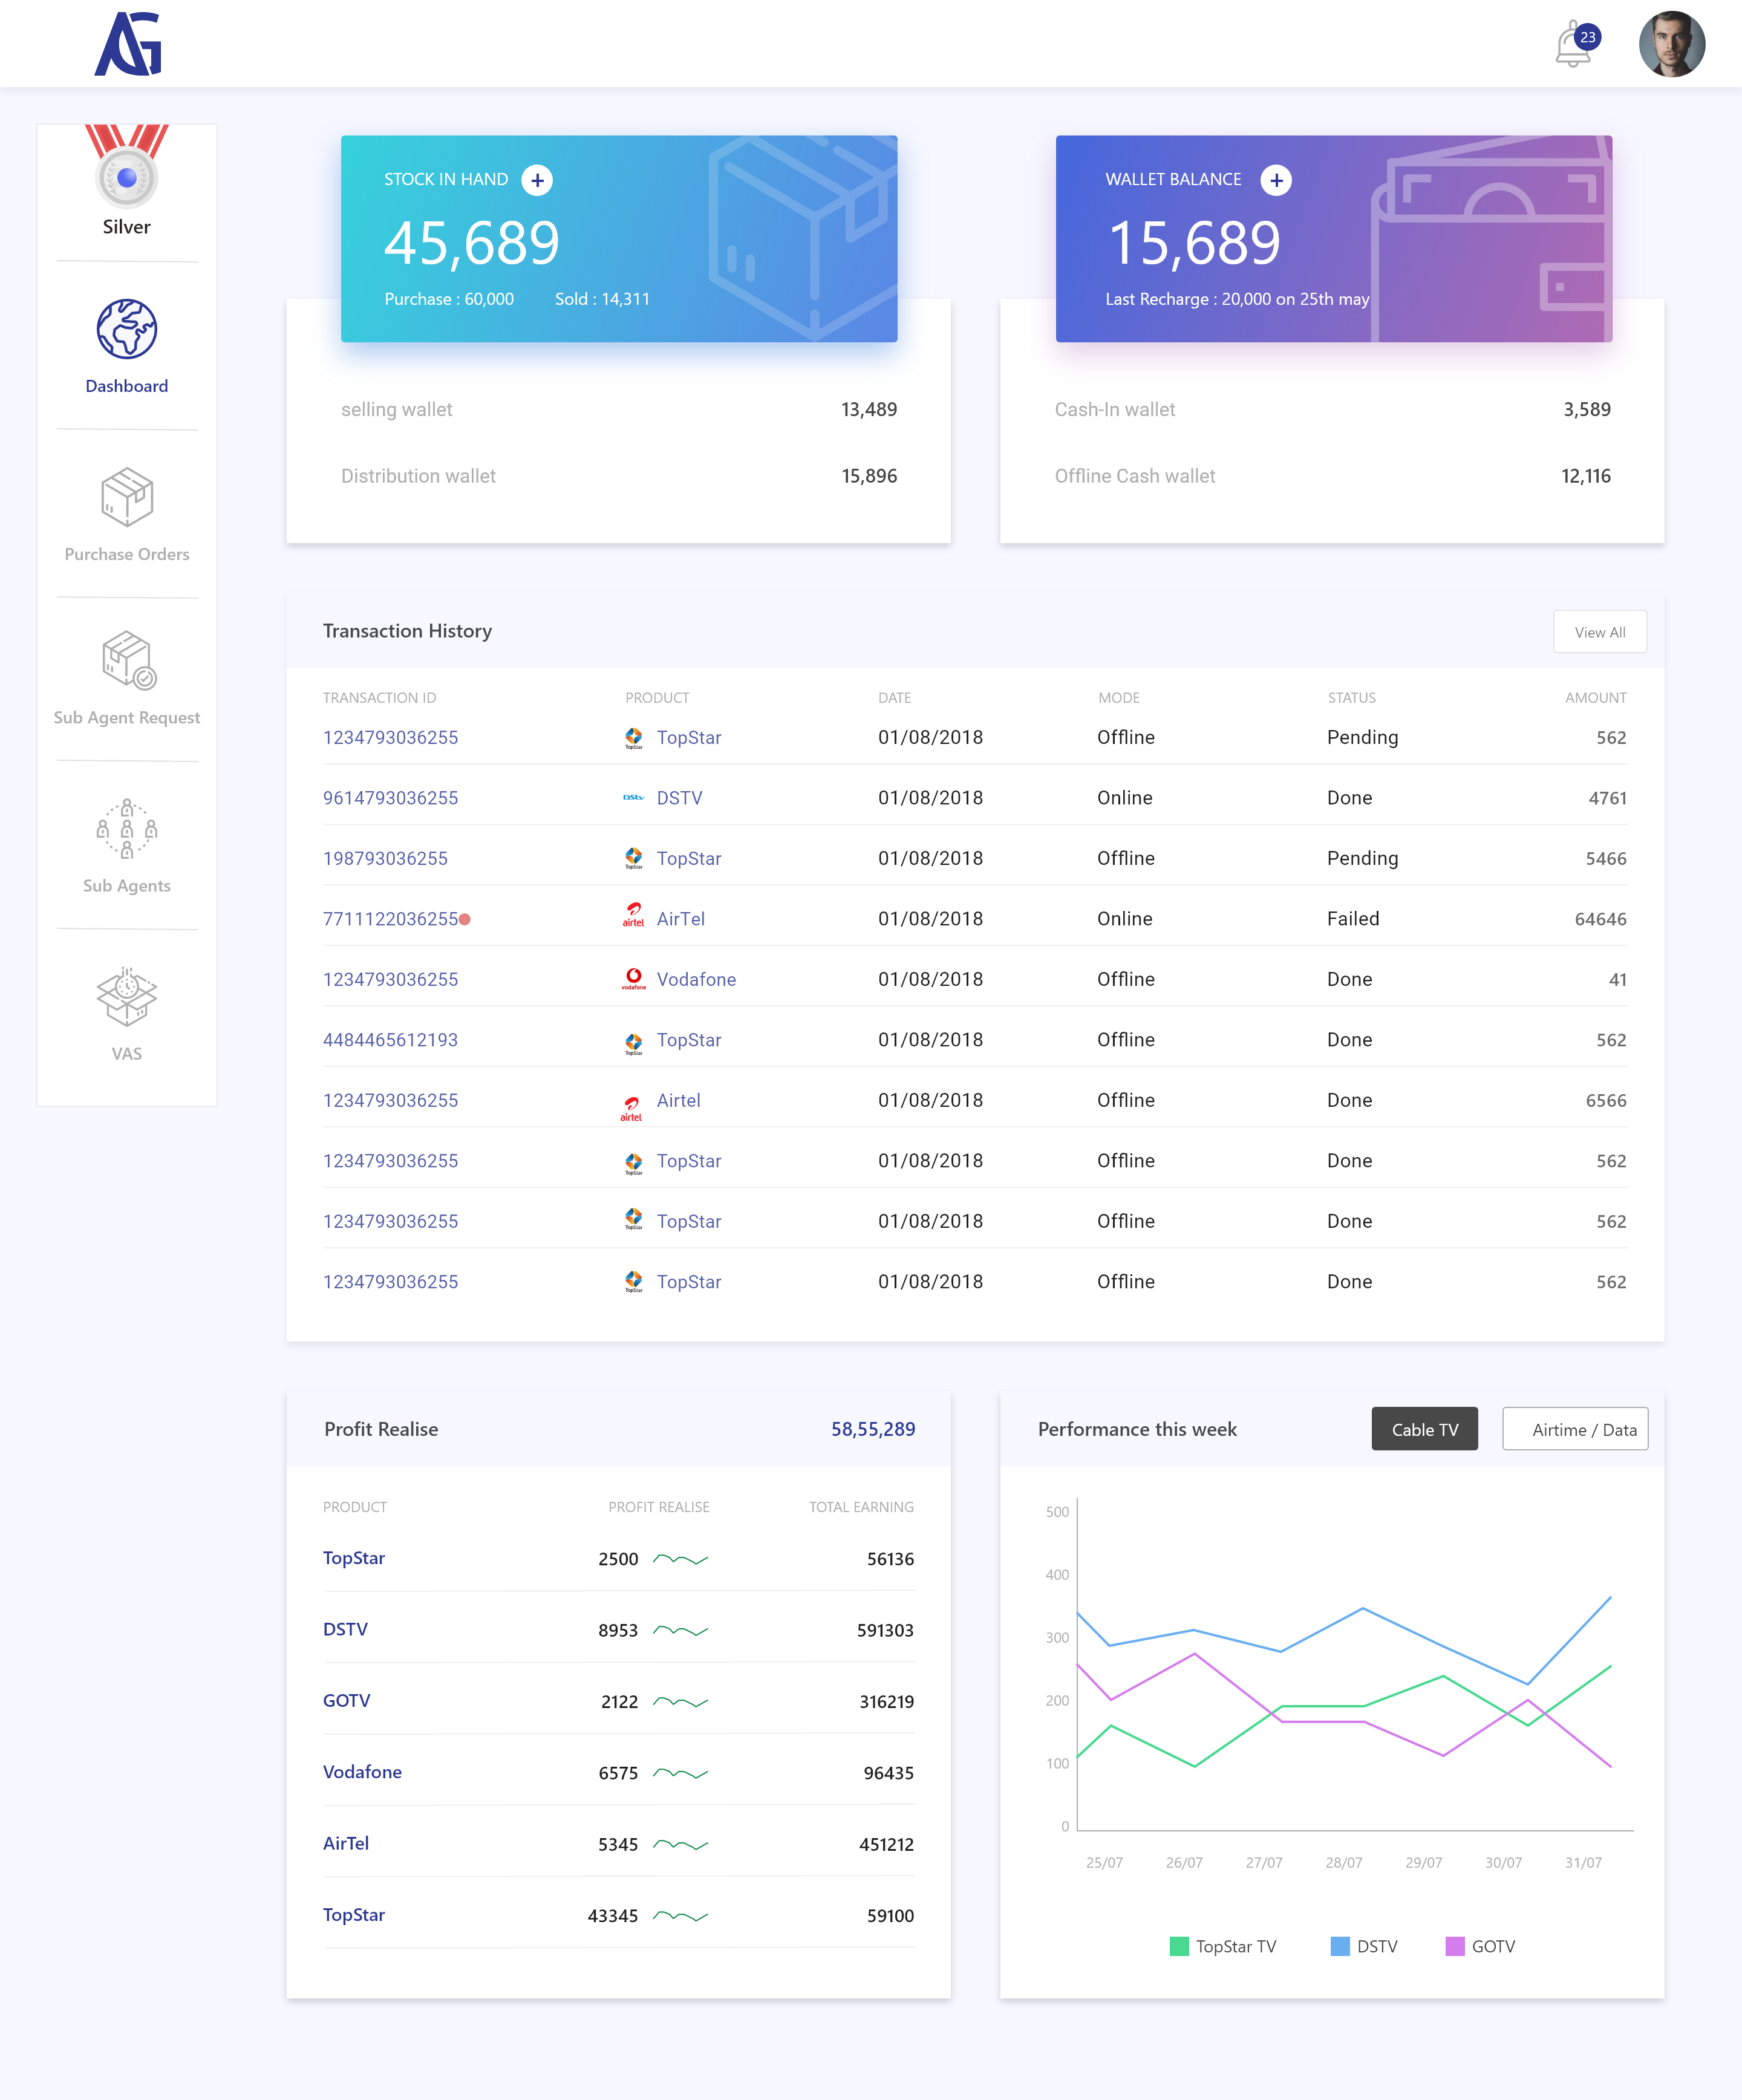 AG
23
Silver
Dashboard
Purchase Orders
Sub Agent Request
Sub Agents
VAS
STOCK IN HAND +
45,689
Purchase : 60,000 Sold : 14,311
selling wallet 13,489
Distribution wallet 15,896
WALLET BALANCE +
15,689
Last Recharge : 20,000 on 25th may
Cash-In wallet 3,589
Offline Cash wallet 12,116
Transaction History View All
TRANSACTION ID PRODUCT DATE MODE STATUS AMOUNT
1234793036255 TopStar TopStar 01/08/2018 Offline Pending 562
9614793036255 DStv DSTV 01/08/2018 Online Done 4761
198793036255 TopStar TopStar 01/08/2018 Offline Pending 5466
7711122036255 airtel AirTel 01/08/2018 Online Failed 64646
1234793036255 vodafone Vodafone 01/08/2018 Offline Done 41
4484465612193 TopStar TopStar 01/08/2018 Offline Done 562
1234793036255 airtel Airtel 01/08/2018 Offline Done 6566
1234793036255 TopStar TopStar 01/08/2018 Offline Done 562
1234793036255 TopStar TopStar 01/08/2018 Offline Done 562
1234793036255 TopStar TopStar 01/08/2018 Offline Done 562
Profit Realise 58,55,289
PRODUCT PROFIT REALISE TOTAL EARNING
TopStar 2500 56136
DSTV 8953 591303
GOTV 2122 316219
Vodafone 6575 96435
AirTel 5345 451212
TopStar 43345 59100
Performance this week Cable TV Airtime / Data
500
400
300
200
100
0
25/07 26/07 27/07 28/07 29/07 30/07 31/07
TopStar TV DSTV GOTV